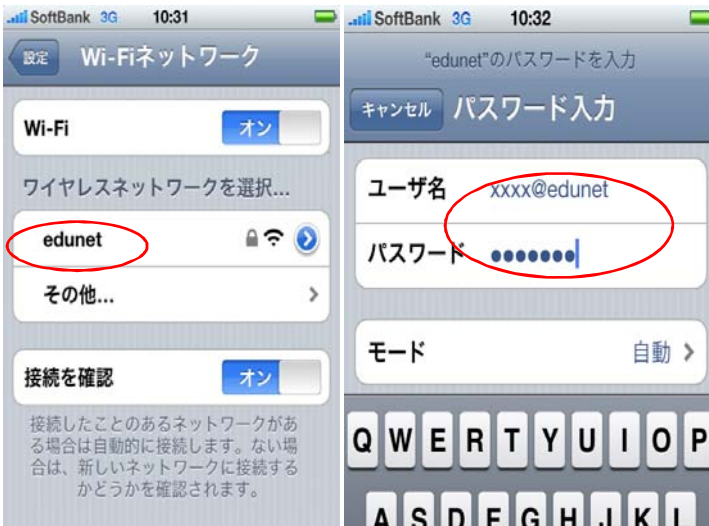 SoftBank 3G 10:31
設定 Wi-Fiネットワーク
Wi-Fi オン
ワイヤレスネットワークを選択...
edunet
その他...
接続を確認 オン
接続したことのあるネットワークがあ
る場合は自動的に接続します。ない場
合は、新しいネットワークに接続する
かどうかを確認されます。
SoftBank 3G 10:32
“edunet”のパスワードを入力
キャンセル パスワード入力
ユーザ名 xxxx@edunet
パスワード •••••••
モード 自動
Q W E R T Y U I O P
A S D F G H J K L